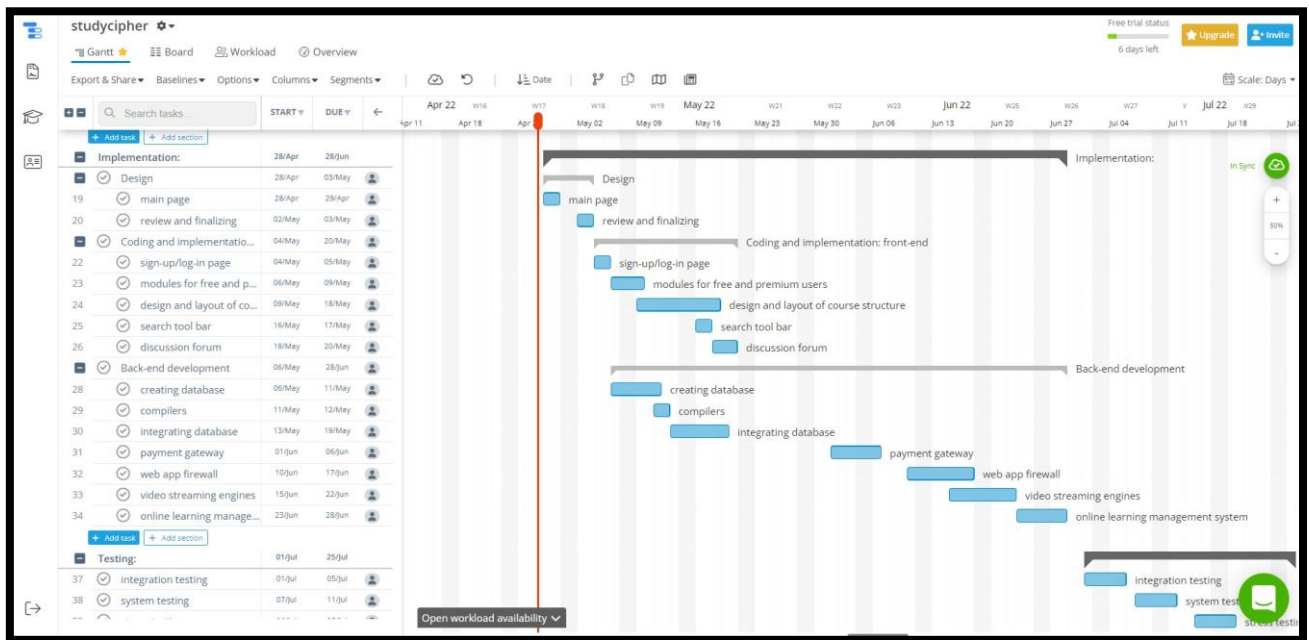 studycipher
Free trial status
6 days left
Upgrade
Invite
Gantt Board Workload Overview
Export & Share Baselines Options Columns Segments Date Scale: Days
Search tasks... START DUE
Apr 22 W16 W17 W18 W19 May 22 W21 W22 W23 Jun 22 W25 W26 W27 Jul 22
Apr 18 May 02 May 09 May 16 May 23 May 30 Jun 06 Jun 13 Jun 20 Jun 27 Jul 04 Jul 11 Jul 18
+ Add task + Add section
Implementation: 28/Apr 28/Jun Implementation:
In Sync
Design 28/Apr 03/May Design
19 main page 28/Apr 29/Apr main page
20 review and finalizing 02/May 03/May review and finalizing
50%
Coding and implementatio... 04/May 20/May Coding and implementation: front-end
22 sign-up/log-in page 04/May 05/May sign-up/log-in page
23 modules for free and p... 06/May 09/May modules for free and premium users
24 design and layout of co... 09/May 18/May design and layout of course structure
25 search tool bar 16/May 17/May search tool bar
26 discussion forum 18/May 20/May discussion forum
Back-end development 06/May 28/Jun Back-end development
28 creating database 06/May 11/May creating database
29 compilers 11/May 12/May compilers
30 integrating database 13/May 19/May integrating database
31 payment gateway 01/Jun 06/Jun payment gateway
32 web app firewall 10/Jun 17/Jun web app firewall
33 video streaming engines 15/Jun 22/Jun video streaming engines
34 online learning manage... 23/Jun 28/Jun online learning management system
+ Add task + Add section
Testing: 01/Jul 25/Jul
37 integration testing 01/Jul 05/Jul integration testing
38 system testing 07/Jul 11/Jul system
Open workload availability